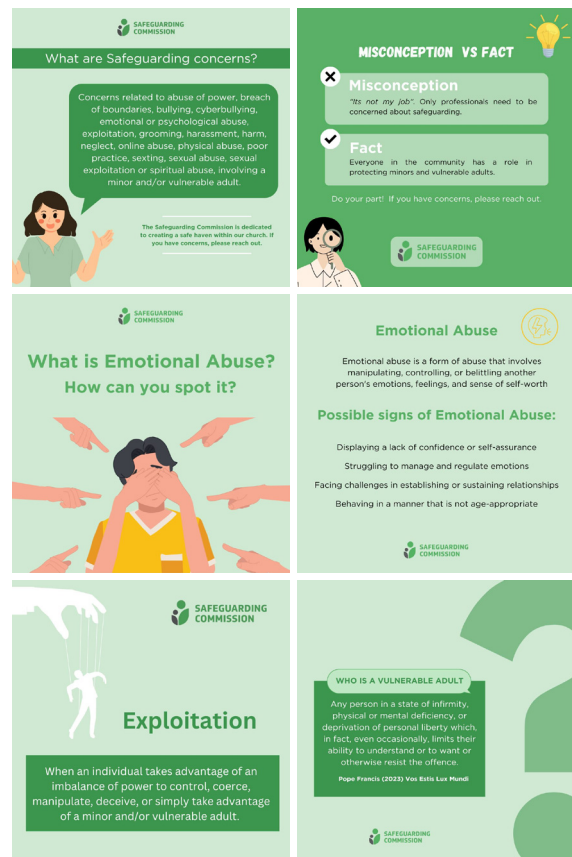 SAFEGUARDING
COMMISSION
What are Safeguarding concerns?
Concerns related to abuse of power, breach
of boundaries, bullying, cyberbullying,
emotional or psychological abuse,
exploitation, grooming, harassment, harm,
neglect, online abuse, physical abuse, poor
practice, sexting, sexual abuse, sexual
exploitation or spiritual abuse, involving a
minor and/or vulnerable adult.
The Safeguarding Commission is dedicated
to creating a safe haven within our church. If
you have concerns, please reach out.
MISCONCEPTION VS FACT
Misconception
"Its not my job". Only professionals need to be
concerned about safeguarding.
Fact
Everyone in the community has a role in
protecting minors and vulnerable adults.
Do your part! If you have concerns, please reach out.
SAFEGUARDING
COMMISSION
SAFEGUARDING
COMMISSION
What is Emotional Abuse?
How can you spot it?
Emotional Abuse
Emotional abuse is a form of abuse that involves
manipulating, controlling, or belittling another
person's emotions, feelings, and sense of self-worth
Possible signs of Emotional Abuse:
Displaying a lack of confidence or self-assurance
Struggling to manage and regulate emotions
Facing challenges in establishing or sustaining relationships
Behaving in a manner that is not age-appropriate
SAFEGUARDING
COMMISSION
SAFEGUARDING
COMMISSION
Exploitation
When an individual takes advantage of an
imbalance of power to control, coerce,
manipulate, deceive, or simply take advantage
of a minor and/or vulnerable adult.
WHO IS A VULNERABLE ADULT
Any person in a state of infirmity,
physical or mental deficiency, or
deprivation of personal liberty which,
in fact, even occasionally, limits their
ability to understand or to want or
otherwise resist the offence.
Pope Francis (2023) Vos Estis Lux Mundi
SAFEGUARDING
COMMISSION